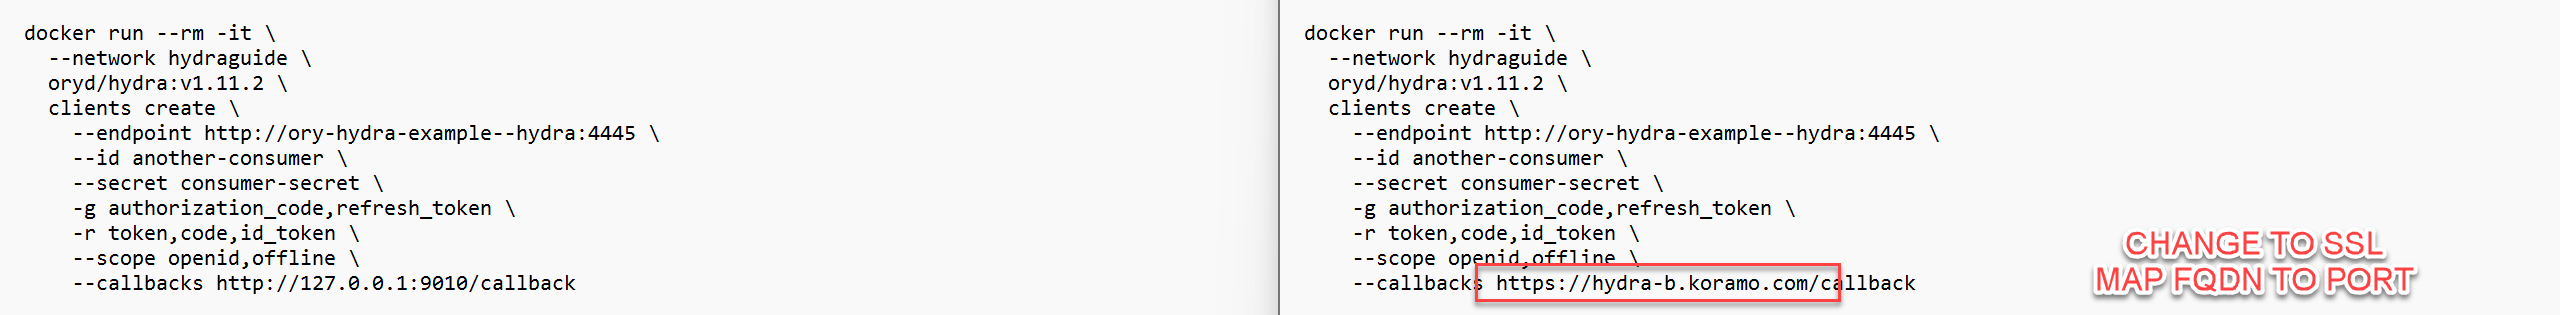 docker run --rm -it \
--network hydraguide \
oryd/hydra:v1.11.2 \
clients create \
--endpoint http://ory-hydra-example--hydra:4445 \
--id another-consumer \
--secret consumer-secret \
-g authorization_code,refresh_token \
-r token,code,id_token \
--scope openid,offline \
--callbacks http://127.0.0.1:9010/callback
docker run --rm -it \
--network hydraguide \
oryd/hydra:v1.11.2 \
clients create \
--endpoint http://ory-hydra-example--hydra:4445 \
--id another-consumer \
--secret consumer-secret \
-g authorization_code,refresh_token \
-r token,code,id_token \
--scope openid,offline \
--callbacks https://hydra-b.koramo.com/callback
CHANGE TO SSL
MAP FQDN TO PORT